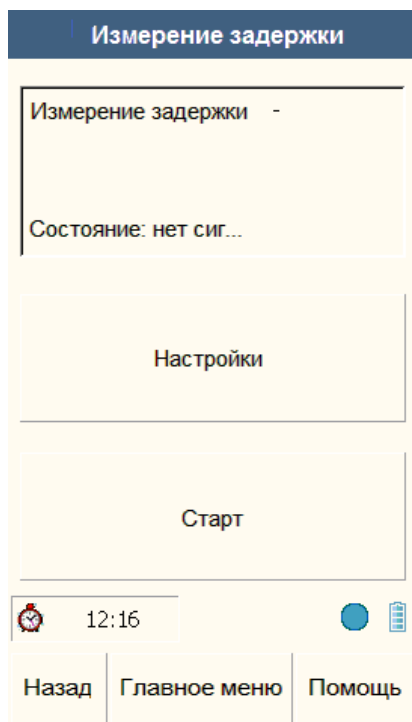 Измерение задержки
Измерение задержки -
Состояние: нет сиг...
Настройки
Старт
12:16
Назад Главное меню Помощь